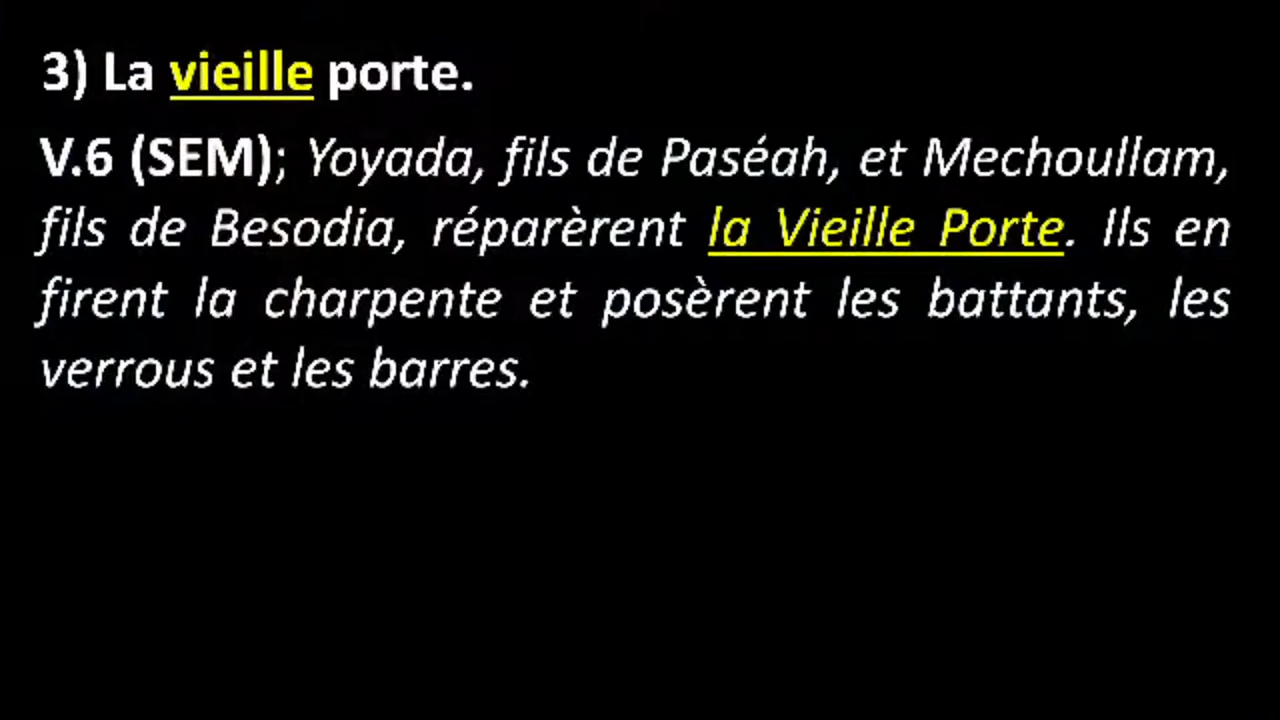 3) La vieille porte.
V.6 (SEM); Yoyada, fils de Paséah, et Mechoullam,
fils de Besodia, réparèrent la Vieille Porte. Ils en
firent la charpente et posèrent les battants, les
verrous et les barres.